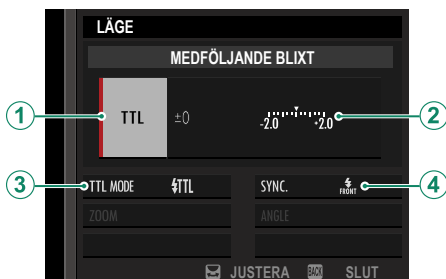 LÄGE
MEDFÖLJANDE BLIXT
1 TTL ±0 -2.0 +2.0 2
3 TTL MODE TTL SYNC. FRONT 4
ZOOM ANGLE
JUSTERA BACK SLUT